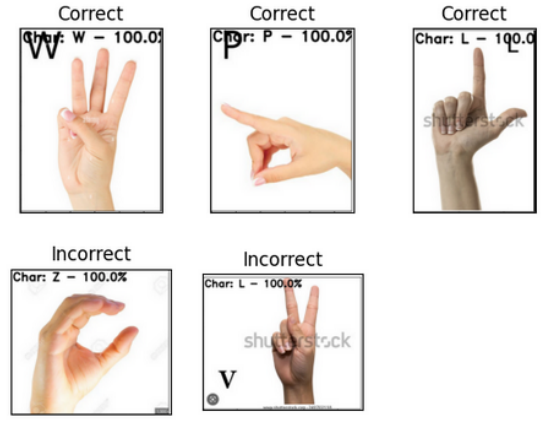 Correct
Correct
Correct
Char: W - 100.0%
W
Char: P - 100.0%
P
Char: L - 100.0
L
shutterstock
Incorrect
Incorrect
Char: Z - 100.0%
Char: L - 100.0%
shutterstock
V